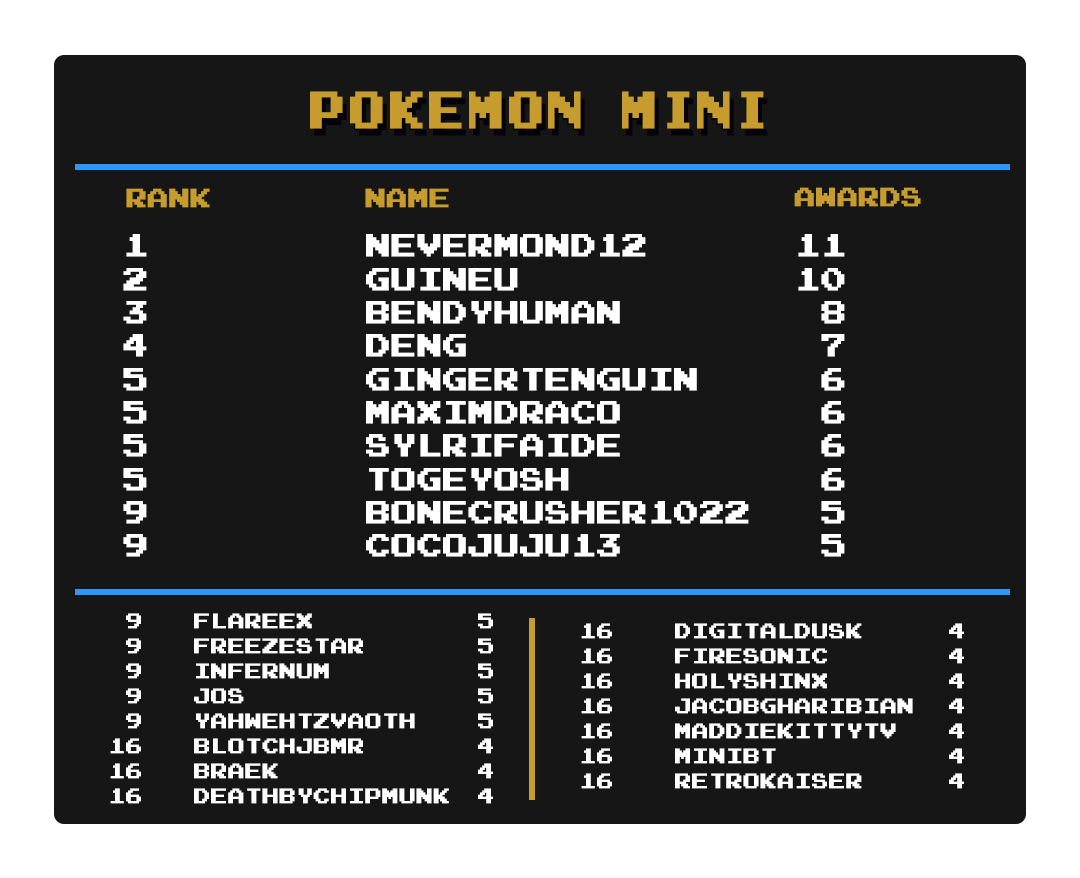 POKEMON MINI
RANK NAME AWARDS
1 NEVERMOND12 11
2 GUINEU 10
3 BENDYHUMAN 8
4 DENG 7
5 GINGERTENGUIN 6
5 MAXIMDRACO 6
5 SYLRIFAIDE 6
5 TOGEYOSH 6
9 BONECRUSHER1022 5
9 COCOJUJU13 5
9 FLAREEX 5
9 FREEZESTAR 5
9 INFERNUM 5
9 JOS 5
9 YAHWEHTZVAOTH 5
16 BLOTCHJBMR 4
16 BRAEK 4
16 DEATHBYCHIPMUNK 4
16 DIGITALDUSK 4
16 FIRESONIC 4
16 HOLYSHINX 4
16 JACOBGHARIBIAN 4
16 MADDIEKITTYTV 4
16 MINIBT 4
16 RETROKAISER 4